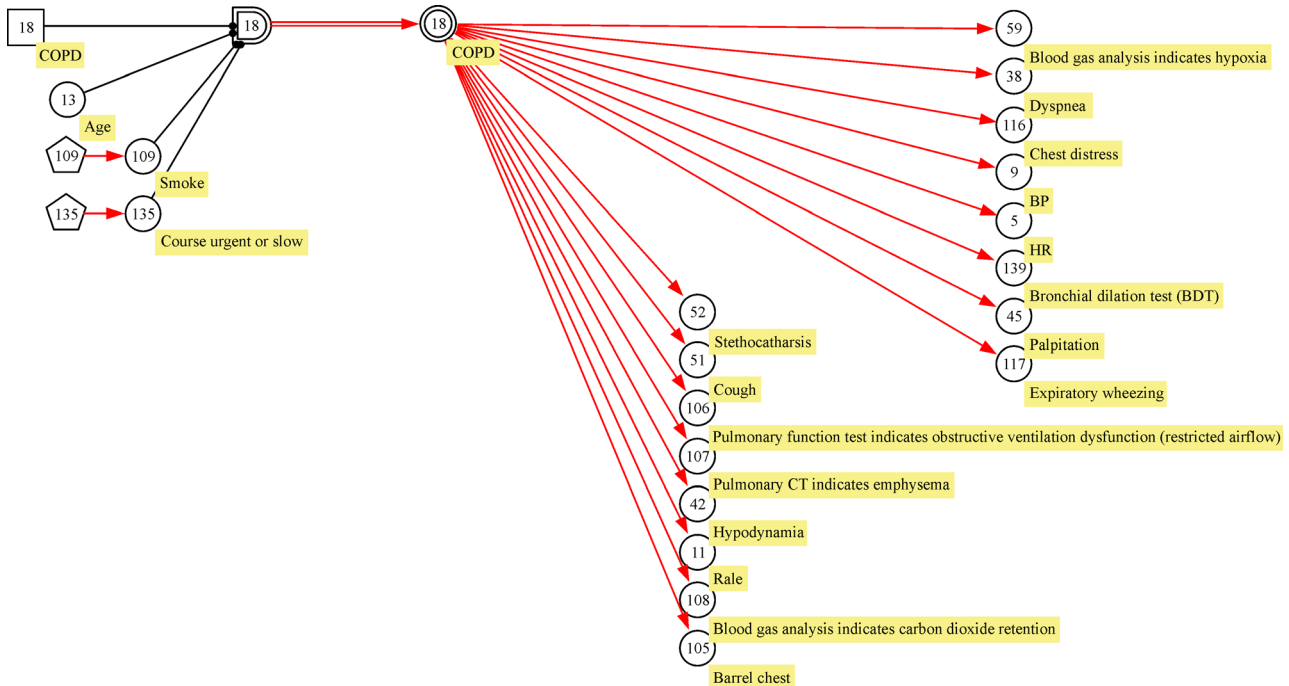 18
COPD
13
Age
109
109
Smoke
135
135
Course urgent or slow
18
18
COPD
59
Blood gas analysis indicates hypoxia
38
Dyspnea
116
Chest distress
9
BP
5
HR
139
Bronchial dilation test (BDT)
45
Palpitation
117
Expiratory wheezing
52
Stethocatharsis
51
Cough
106
Pulmonary function test indicates obstructive ventilation dysfunction (restricted airflow)
107
Pulmonary CT indicates emphysema
42
Hypodynamia
11
Rale
108
Blood gas analysis indicates carbon dioxide retention
105
Barrel chest